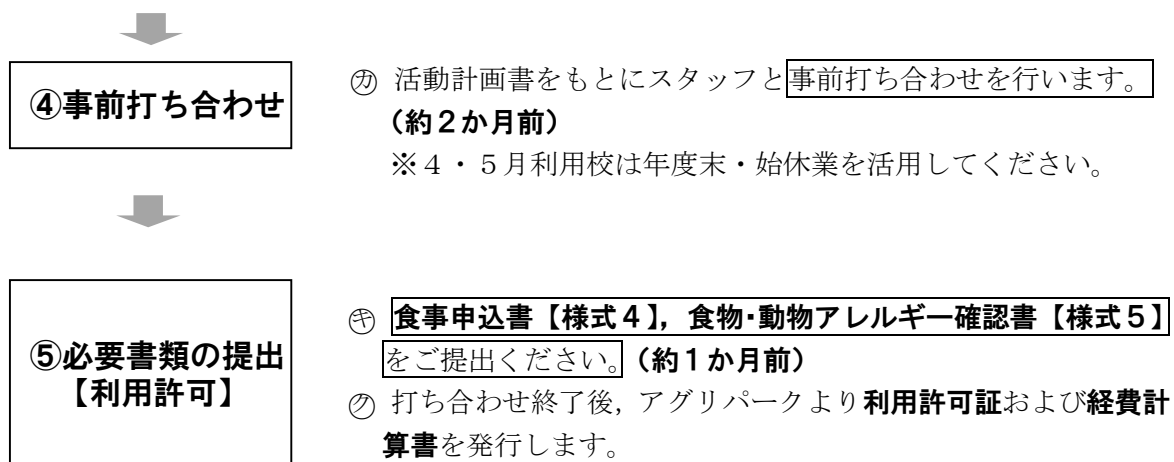 ④事前打ち合わせ
㋕ 活動計画書をもとにスタッフと事前打ち合わせを行います。
（約２か月前）
※４・５月利用校は年度末・始休業を活用してください。
⑤必要書類の提出
【利用許可】
㋖ 食事申込書【様式４】，食物・動物アレルギー確認書【様式５】
をご提出ください。（約１か月前）
㋗ 打ち合わせ終了後，アグリパークより利用許可証および経費計
算書を発行します。